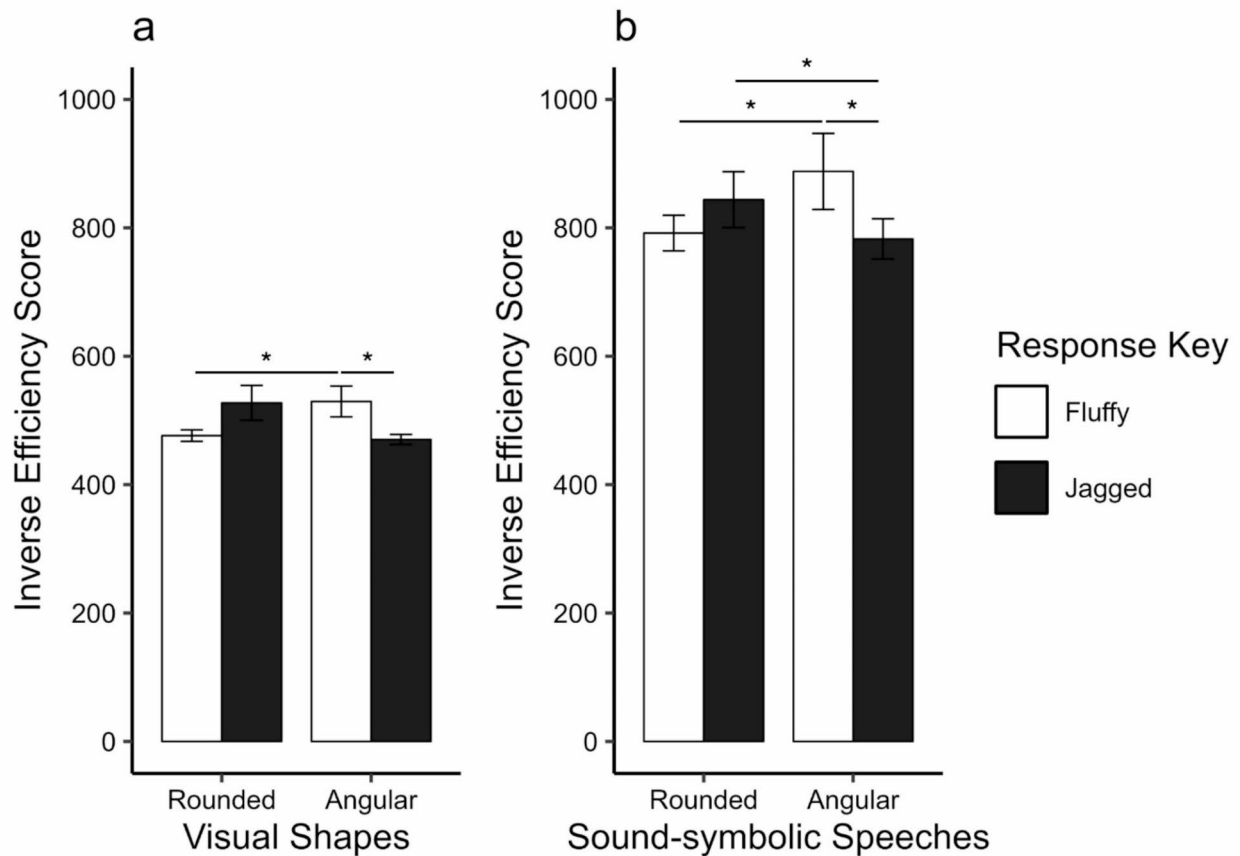 a
Inverse Efficiency Score
1000
800
600
400
200
0
* *
Rounded Angular
Visual Shapes
b
Inverse Efficiency Score
1000
800
600
400
200
0
*
* *
Rounded Angular
Sound-symbolic Speeches
Response Key
Fluffy
Jagged